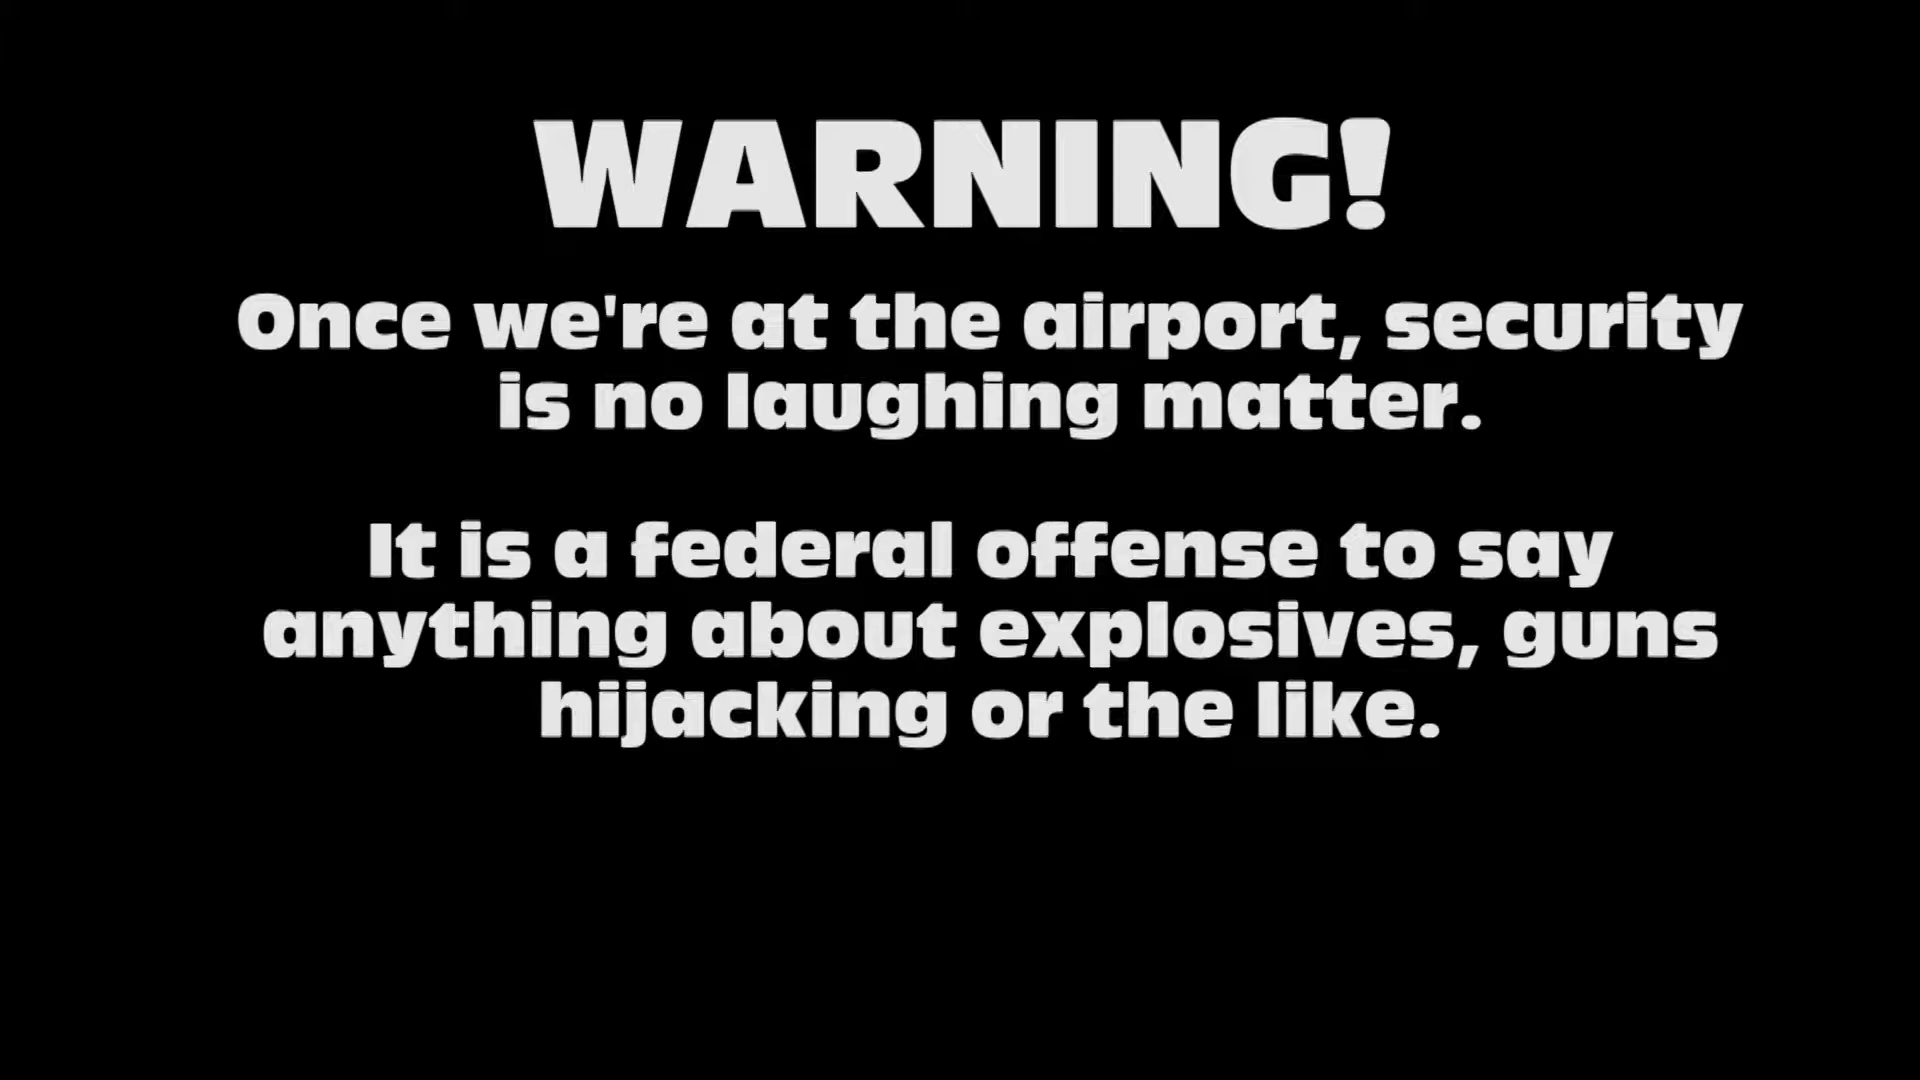 WARNING!
Once we're at the airport, security
is no laughing matter.
It is a federal offense to say
anything about explosives, guns
hijacking or the like.